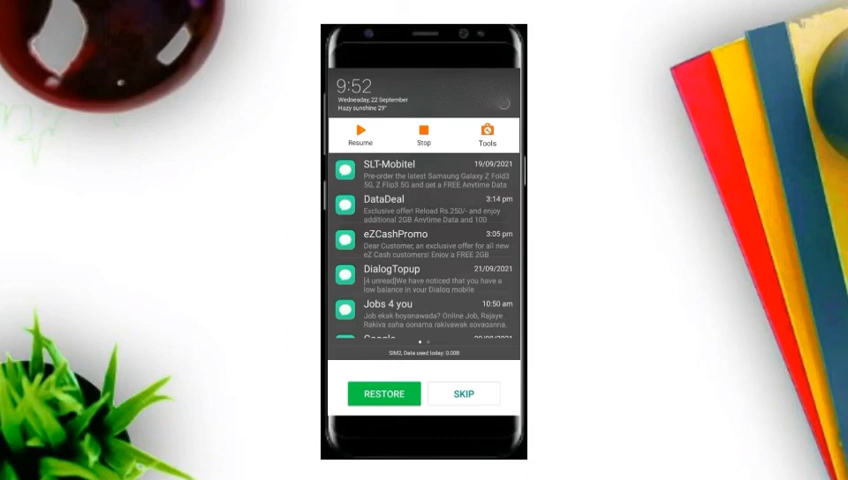 9:52
Wednesday, 22 September
Hazy sunshine 29°
Resume
Stop
Tools
SLT-Mobitel 19/09/2021
Pre-order the latest Samsung Galaxy Z Fold3
5G, Z Flip3 5G and get a FREE Anytime Data
DataDeal 3:14 pm
Exclusive offer! Reload Rs.250/- and enjoy
additional 2GB Anytime Data and 100
eZCashPromo 3:05 pm
Dear Customer, an exclusive offer for all new
eZ Cash customers! Enjoy a FREE 2GB
DialogTopup 21/09/2021
[4 unread]We have noticed that you have a
low balance in your Dialog mobile
Jobs 4 you 10:50 am
Job ekak hoyanawada? Online Job, Rajaye
Rakiya saha
SIM2, Data used today: 0.00B
RESTORE
SKIP